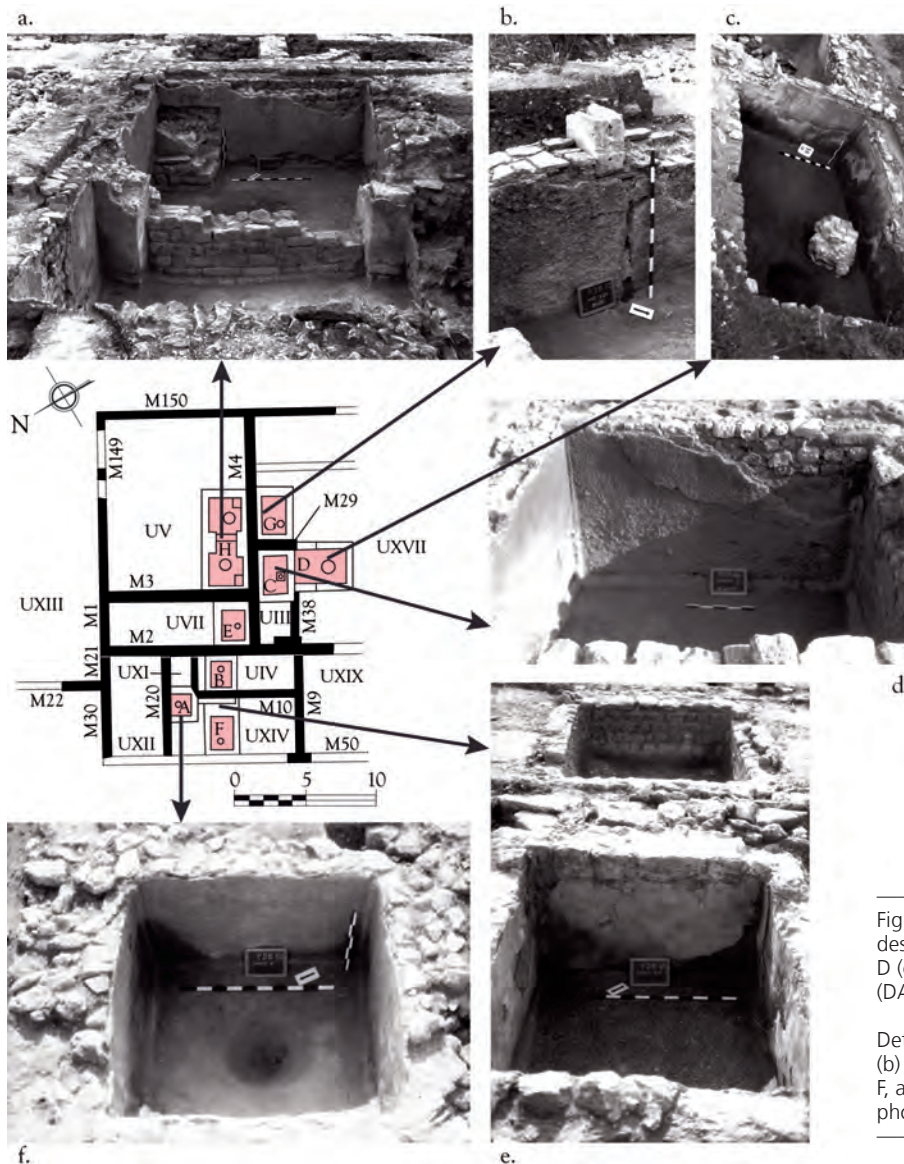 a.
b.
c.
N
M150
M149
M4
M29
UV
G
H
D
UXVII
C
M3
UXIII
M1
M2
UVII
E
UIII
M38
M21
UXI
B
UIV
UXIX
M22
M20
A
M30
M10
M9
UXII
F
UXIV
M50
0 5 10
d
Fig
des
D (
(DA
Det
(b)
F, a
pho
f.
e.